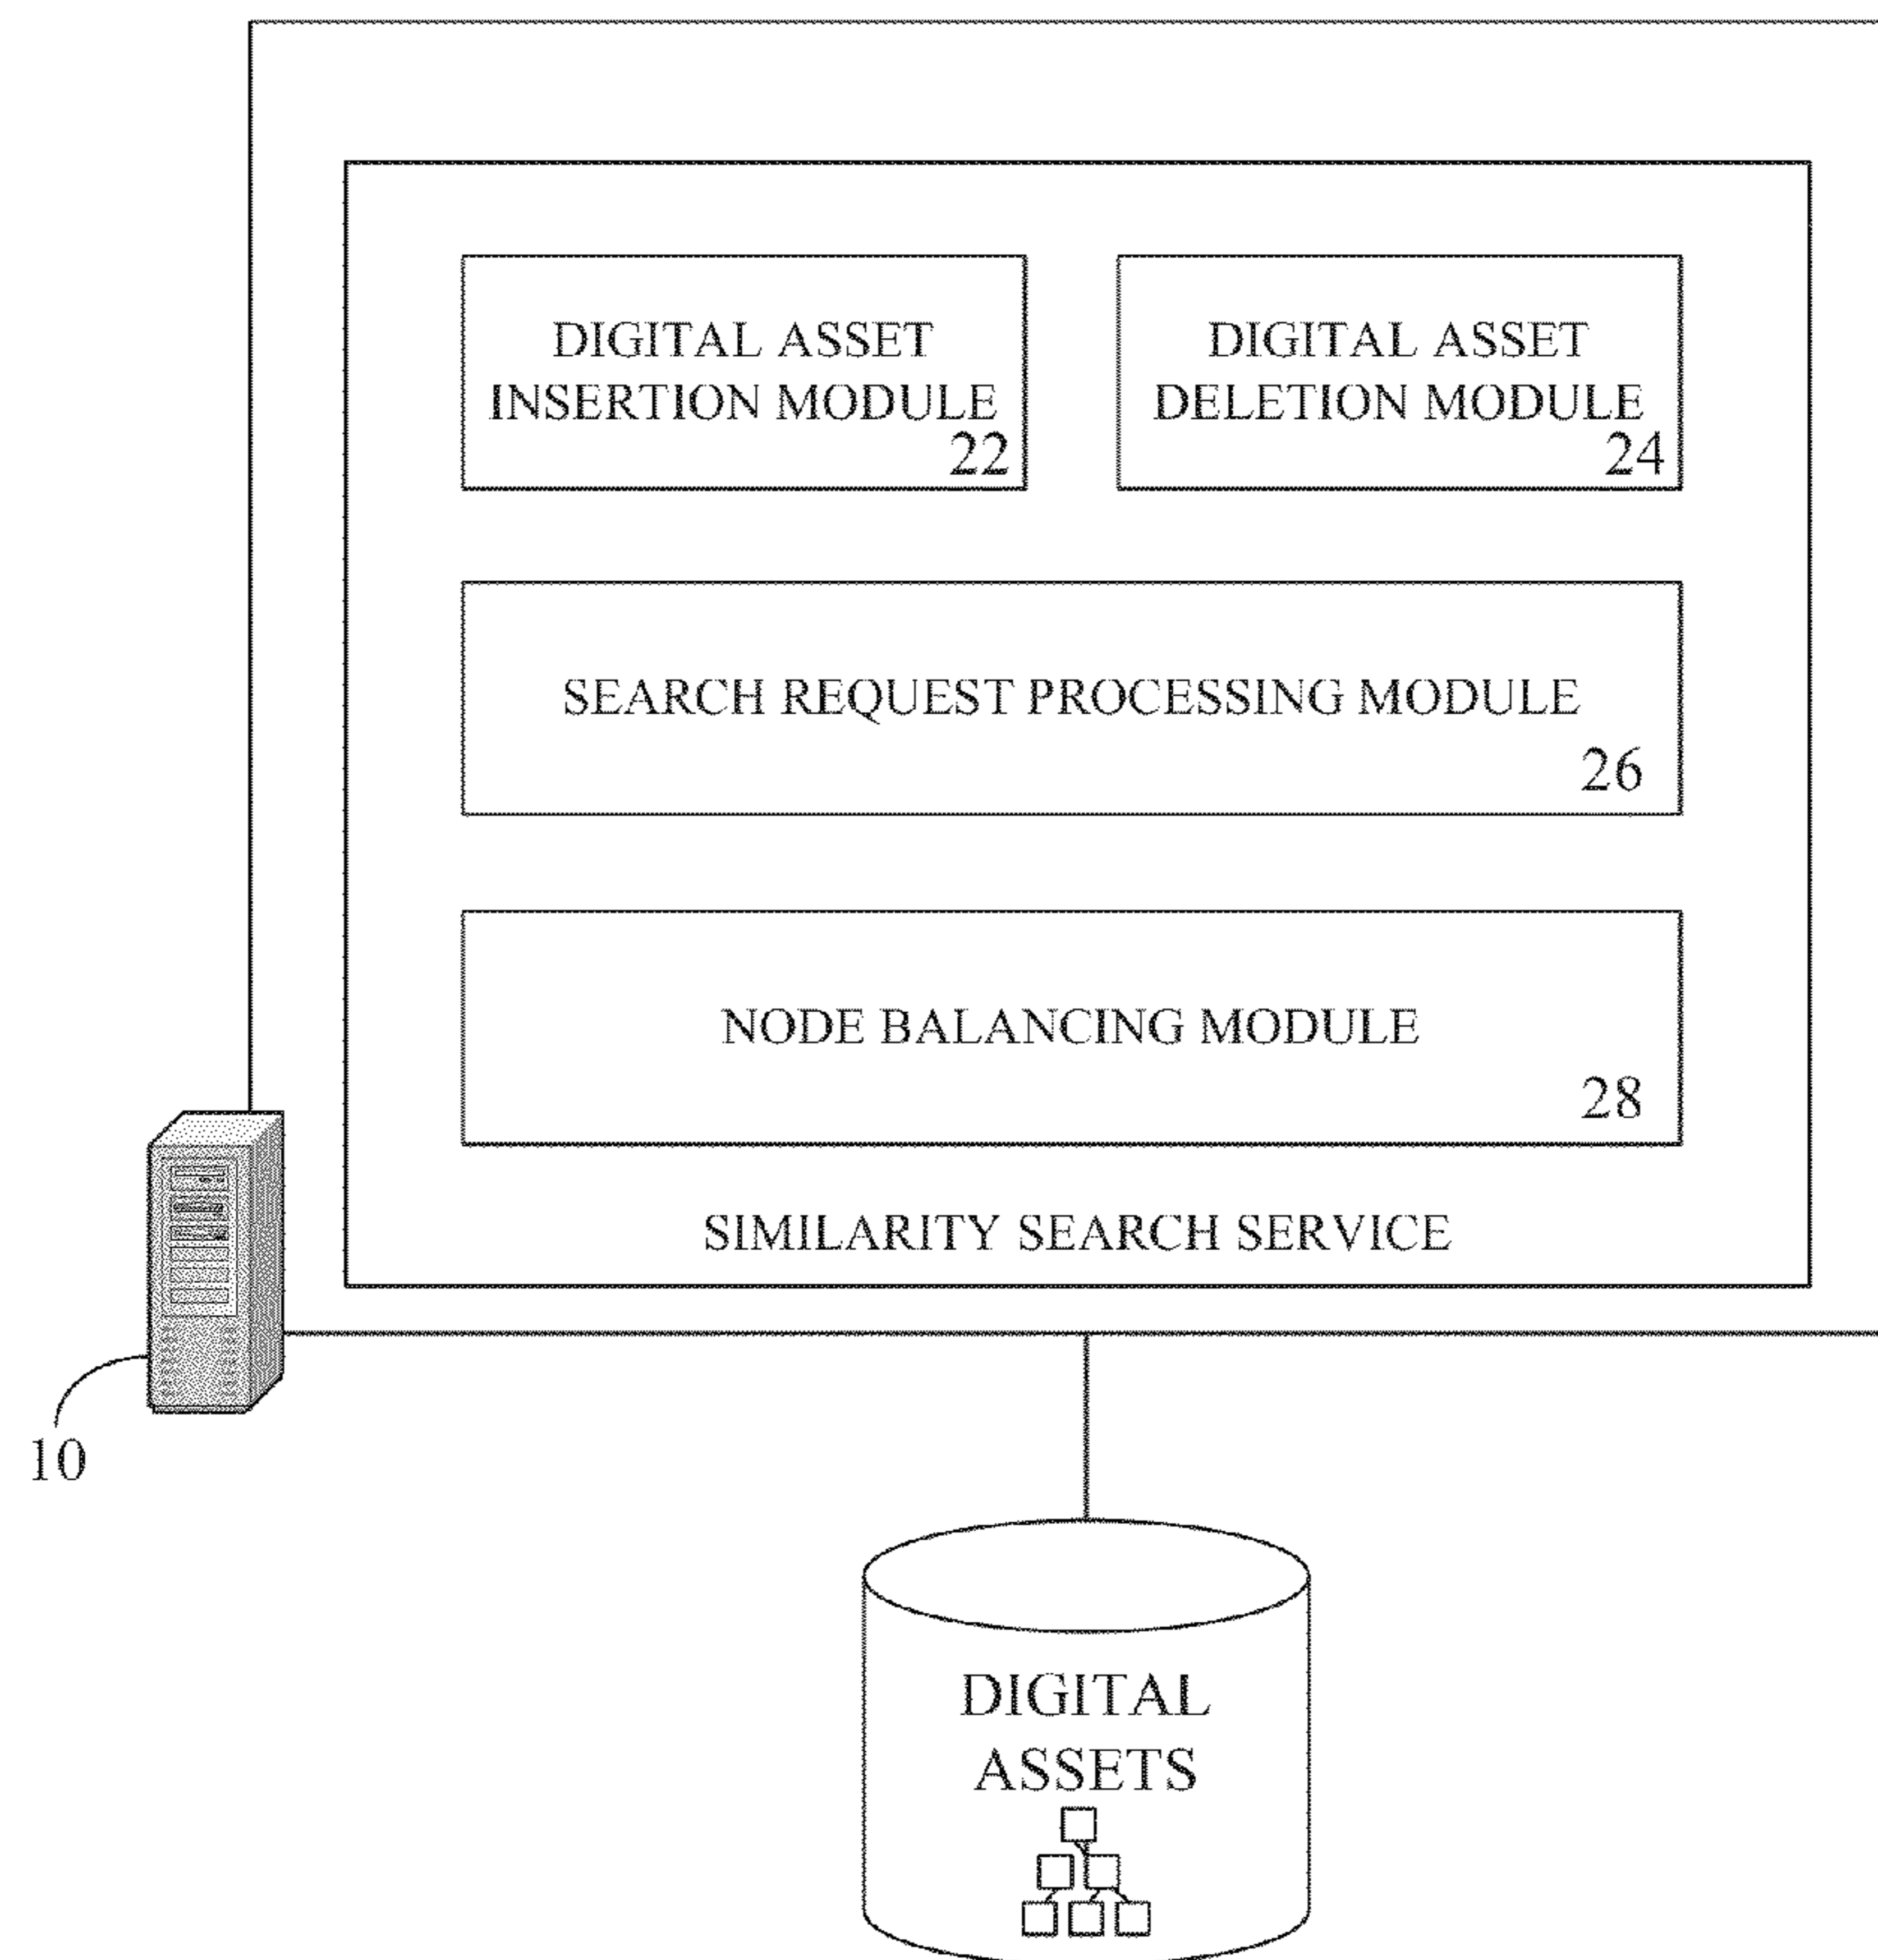 DIGITAL ASSET
INSERTION MODULE
22
DIGITAL ASSET
DELETION MODULE
24
SEARCH REQUEST PROCESSING MODULE
26
NODE BALANCING MODULE
28
SIMILARITY SEARCH SERVICE
10
DIGITAL
ASSETS